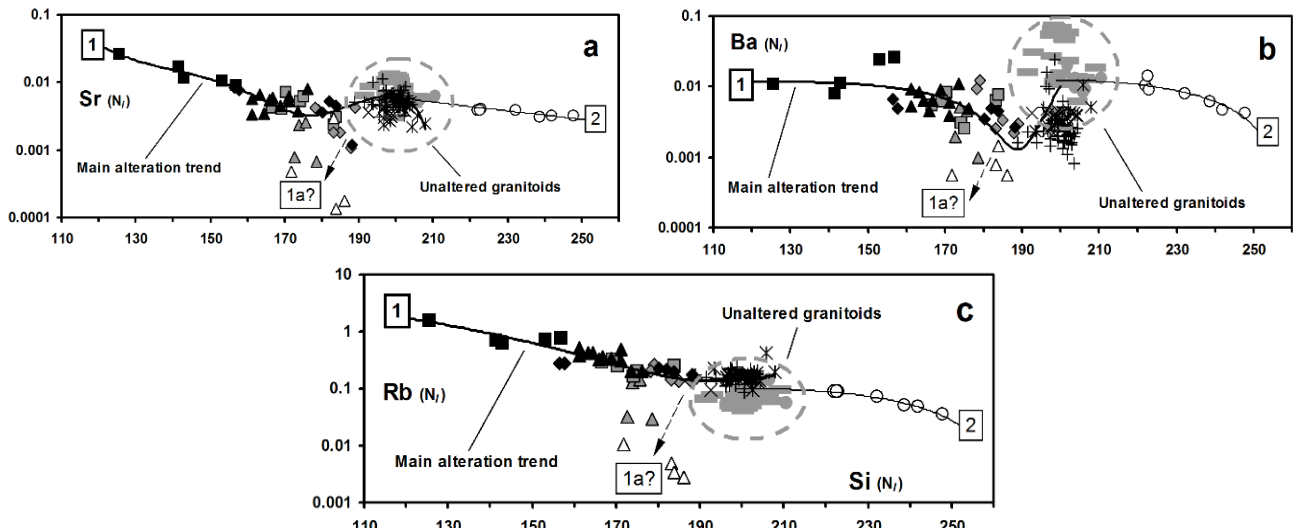 0.1
0.01
0.001
0.0001
110 130 150 170 190 210 230 250
Sr (N𝑖)
1
a
Main alteration trend
1a?
Unaltered granitoids
2
0.1
0.01
0.001
0.0001
110 130 150 170 190 210 230 250
Ba (N𝑖)
1
b
Main alteration trend
1a?
Unaltered granitoids
2
10
1
0.1
0.01
0.001
110 130 150 170 190 210 230 250
Rb (N𝑖)
1
c
Unaltered granitoids
Main alteration trend
1a?
2
Si (N𝑖)